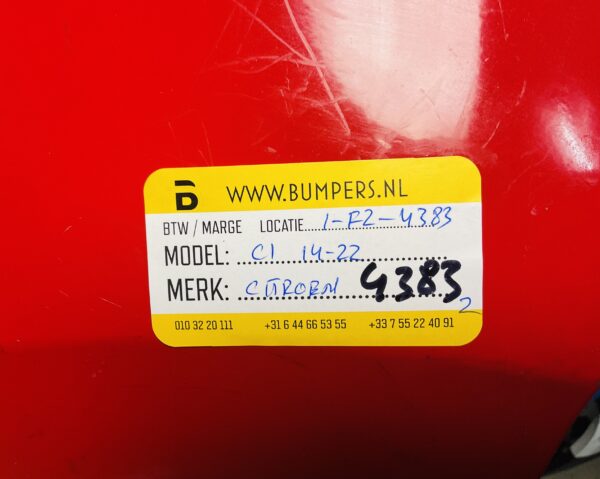 B WWW.BUMPERS.NL
BTW / MARGE LOCATIE 1-F2-4383
MODEL: C1 14-22
MERK: CITROEN 4383 2
010 32 20 111 +31 6 44 66 53 55 +33 7 55 22 40 91